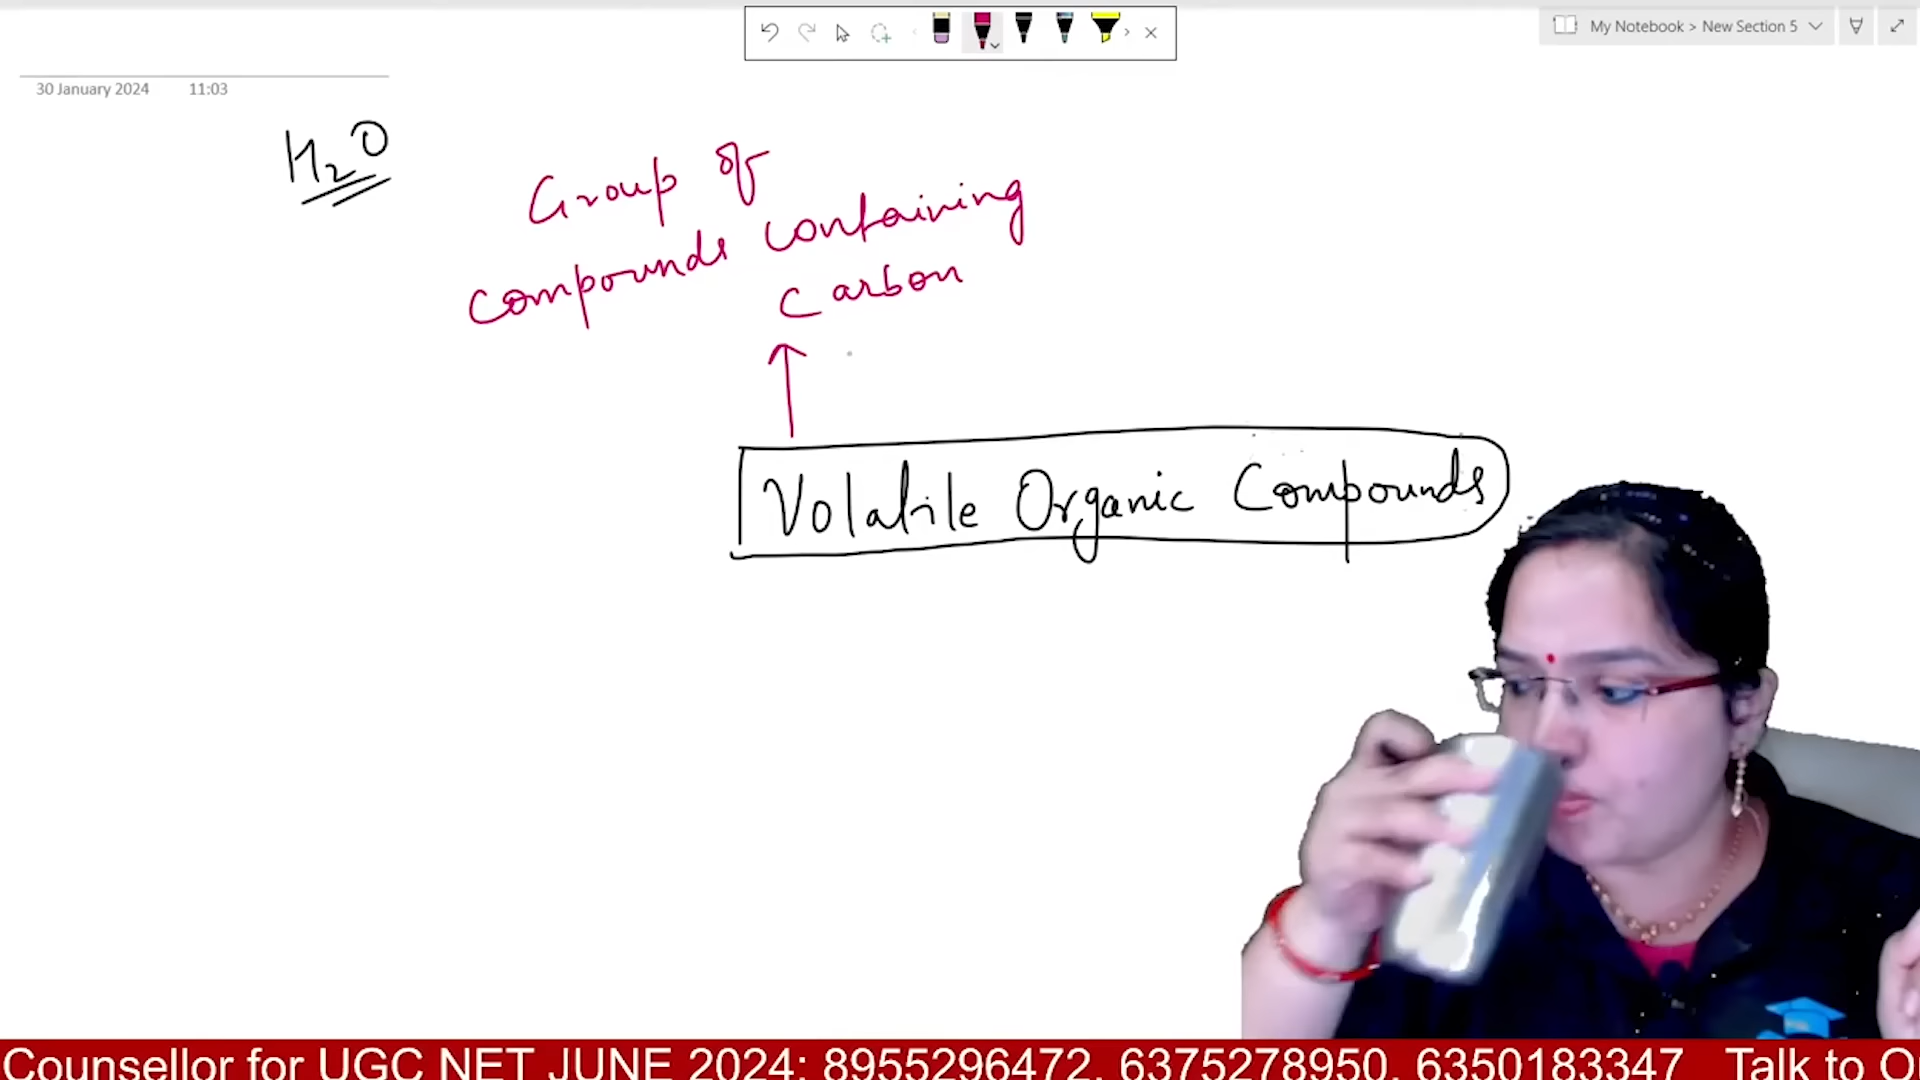 My Notebook > New Section 5
30 January 2024 11:03
H2O
Group of
compounds containing
Carbon
Volatile Organic Compounds
Counsellor for UGC NET JUNE 2024: 8955296472, 6375278950, 6350183347 Talk to O